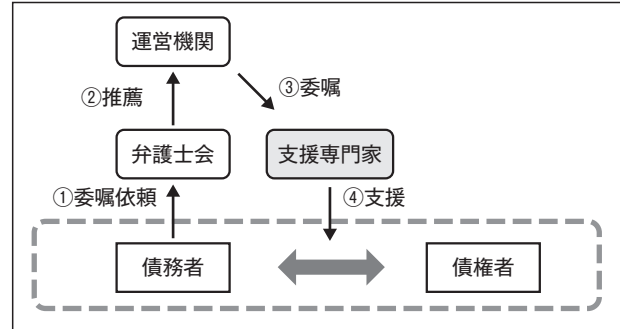 運営機関
②推薦
③委嘱
弁護士会
支援専門家
①委嘱依頼
④支援
債務者
債権者